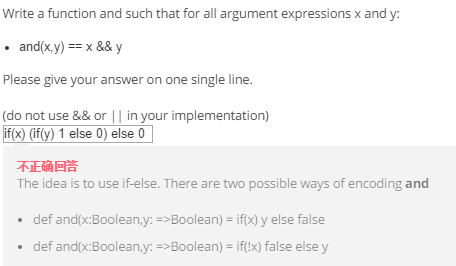 Write a function and such that for all argument expressions x and y:
• and(x,y) == x && y
Please give your answer on one single line.
(do not use && or || in your implementation)
if(x) (if(y) 1 else 0) else 0
不正确回答
The idea is to use if-else. There are two possible ways of encoding and
• def and(x:Boolean,y: =>Boolean) = if(x) y else false
• def and(x:Boolean,y: =>Boolean) = if(!x) false else y